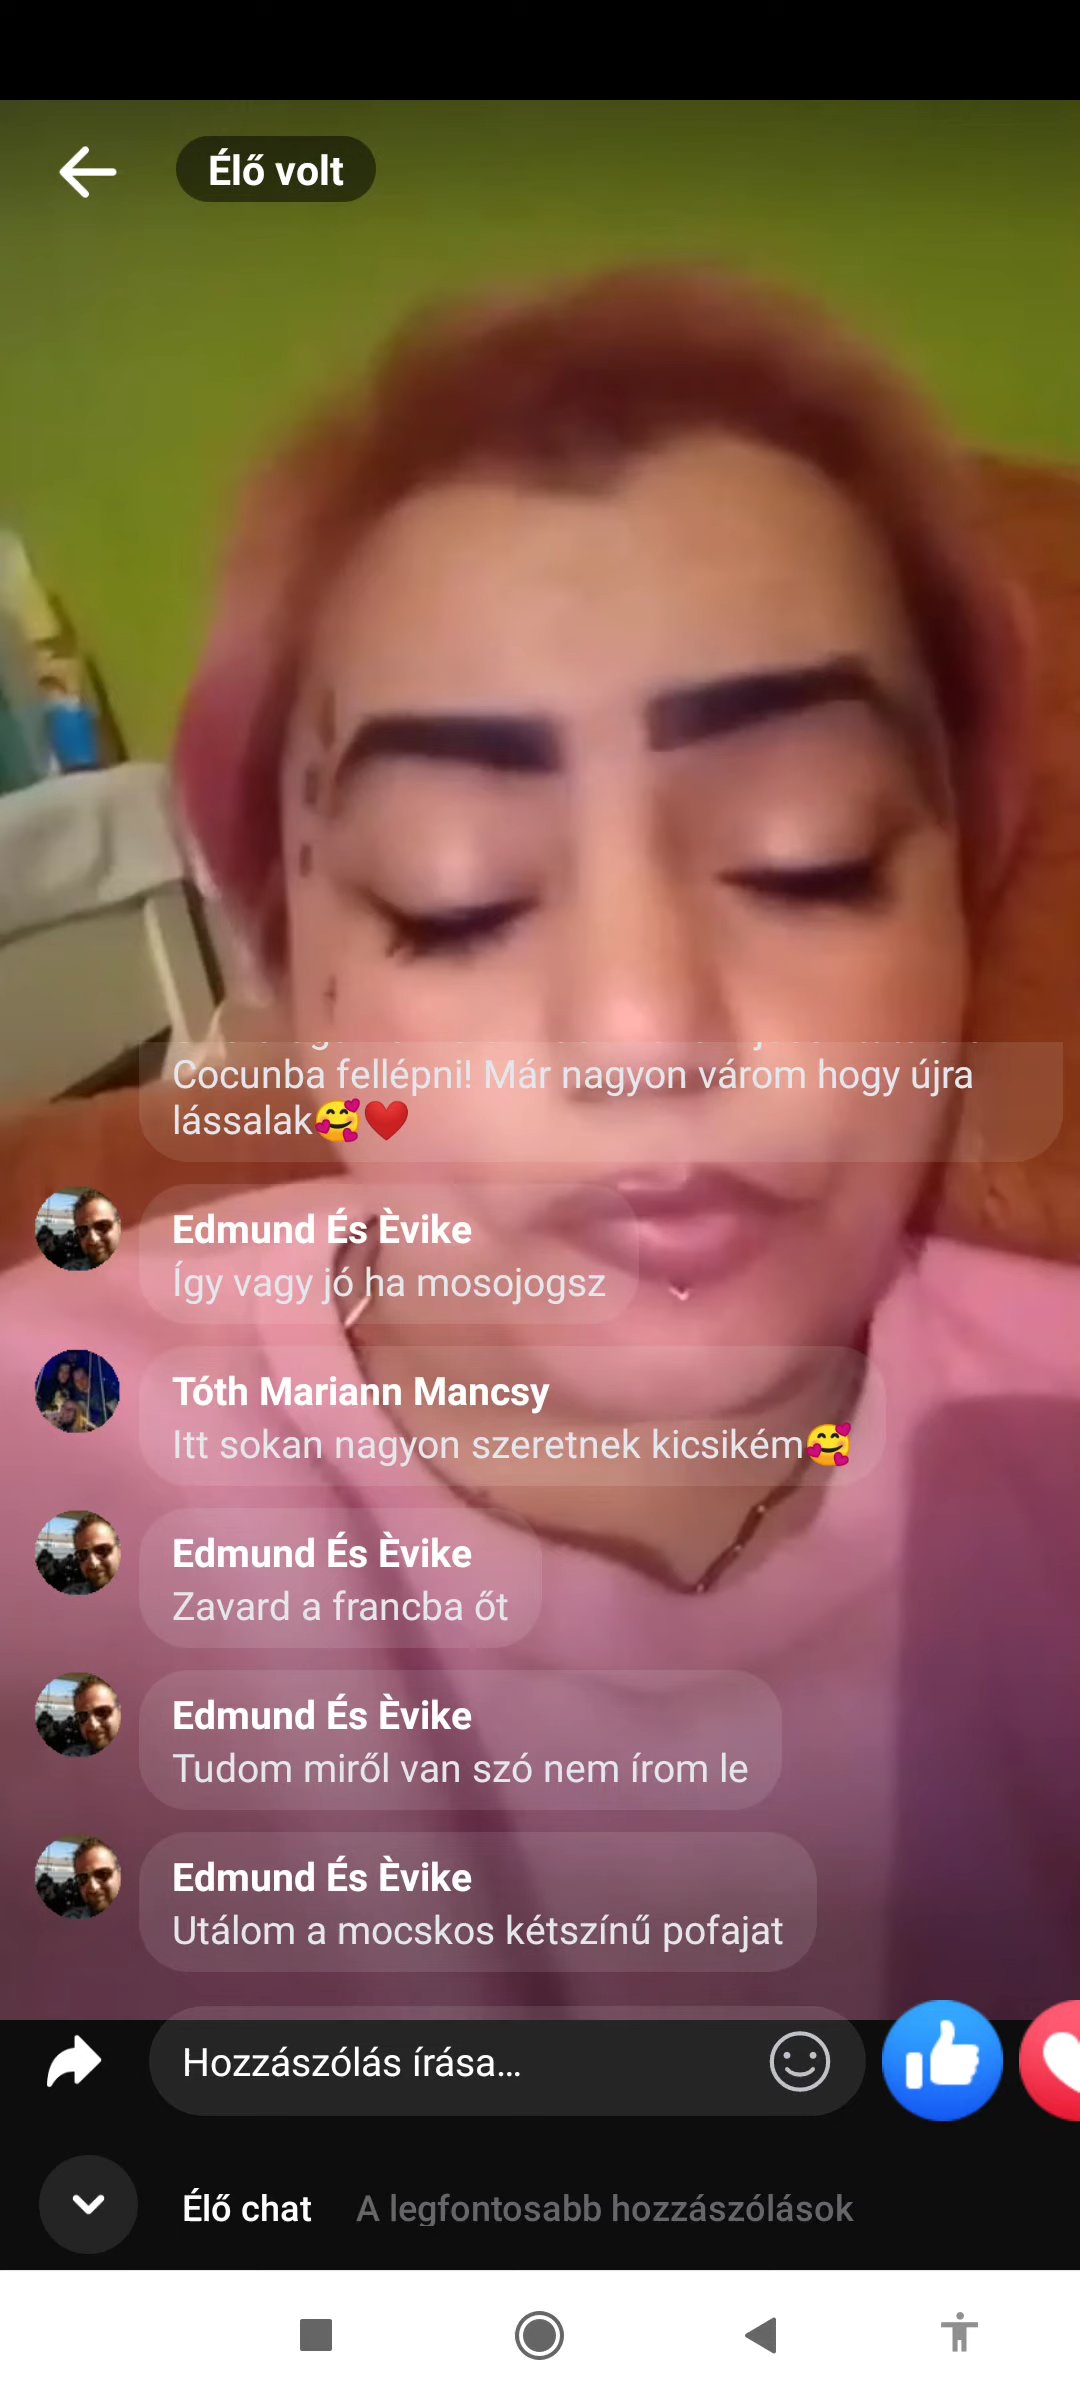 Élő volt
Cocunba fellépni! Már nagyon várom hogy újra
lássalak🥰❤️
Edmund És Èvike
Így vagy jó ha mosojogsz
Tóth Mariann Mancsy
Itt sokan nagyon szeretnek kicsikém🥰
Edmund És Èvike
Zavard a francba őt
Edmund És Èvike
Tudom miről van szó nem írom le
Edmund És Èvike
Utálom a mocskos kétszínű pofajat
Hozzászólás írása...
Élő chat A legfontosabb hozzászólások